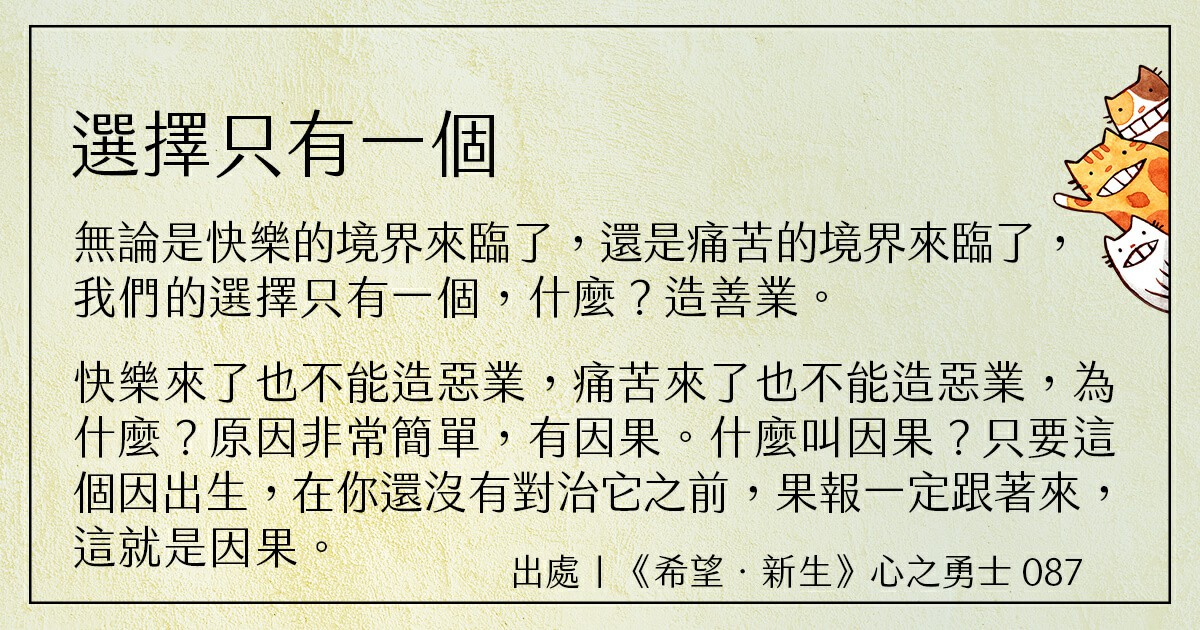 選擇只有一個
無論是快樂的境界來臨了，還是痛苦的境界來臨了，
我們的選擇只有一個，什麼？造善業。
快樂來了也不能造惡業，痛苦來了也不能造惡業，為
什麼？原因非常簡單，有因果。什麼叫因果？只要這
個因出生，在你還沒有對治它之前，果報一定跟著來，
這就是因果。
出處｜《希望．新生》心之勇士 087